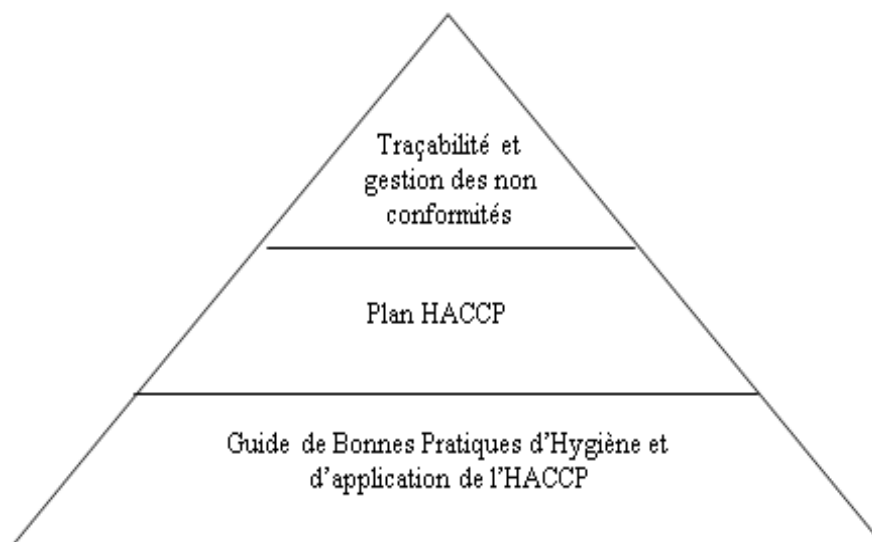 Traçabilité et
gestion des non
conformités
Plan HACCP
Guide de Bonnes Pratiques d'Hygiène et
d'application de l'HACCP